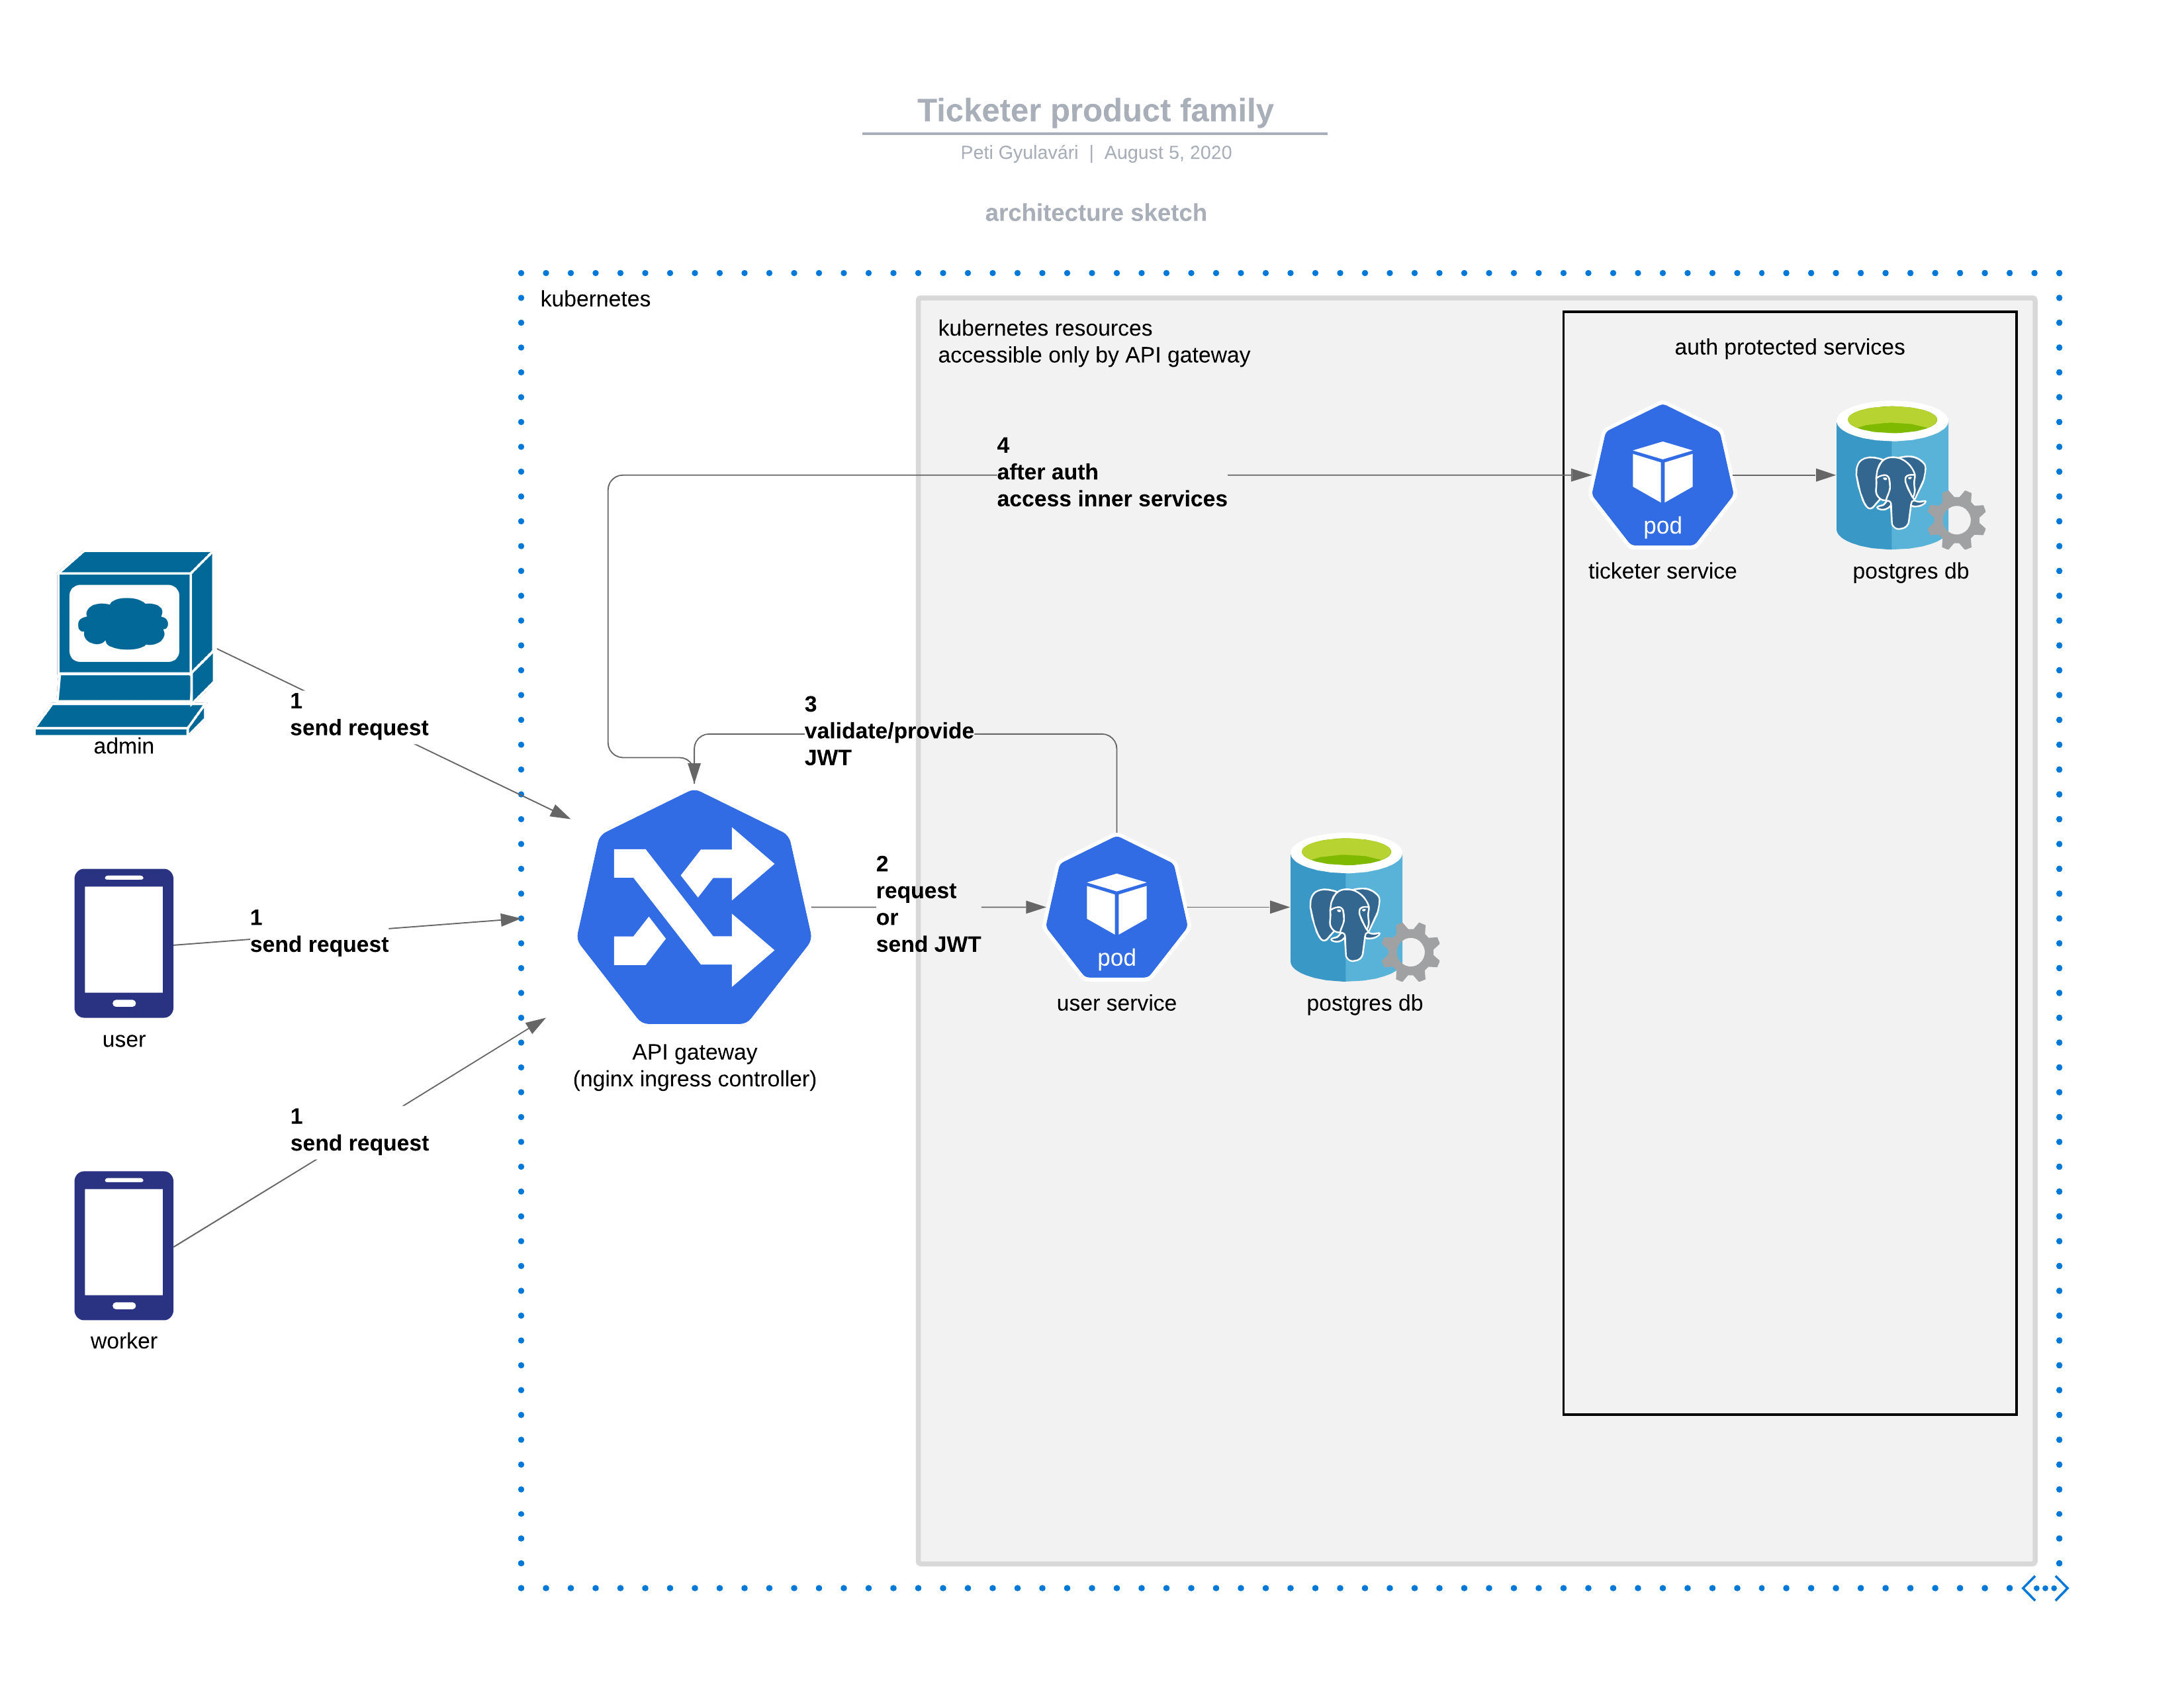 Ticketer product family
Peti Gyulavári | August 5, 2020
architecture sketch
kubernetes
kubernetes resources
accessible only by API gateway
auth protected services
4
after auth
access inner services
pod
ticketer service
postgres db
1
send request
admin
3
validate/provide
JWT
2
request
or
send JWT
pod
user service
postgres db
1
send request
user
API gateway
(nginx ingress controller)
1
send request
worker